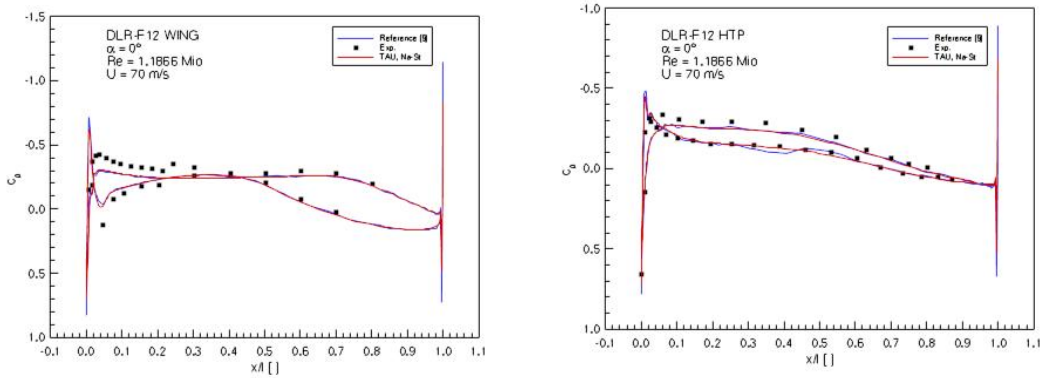 DLR-F12 WING
α = 0°
Re = 1.1866 Mio
U = 70 m/s
Reference [9]
Exp.
TAU, Na-St
-1.5
-1.0
-0.5
0.0
0.5
1.0
Cp
-0.1 0.0 0.1 0.2 0.3 0.4 0.5 0.6 0.7 0.8 0.9 1.0 1.1
x/l [ ]
DLR-F12 HTP
α = 0°
Re = 1.1866 Mio
U = 70 m/s
Reference [9]
Exp.
TAU, Na-St
-1.0
-0.5
0.0
0.5
1.0
Cp
-0.1 0.0 0.1 0.2 0.3 0.4 0.5 0.6 0.7 0.8 0.9 1.0 1.1
x/l [ ]